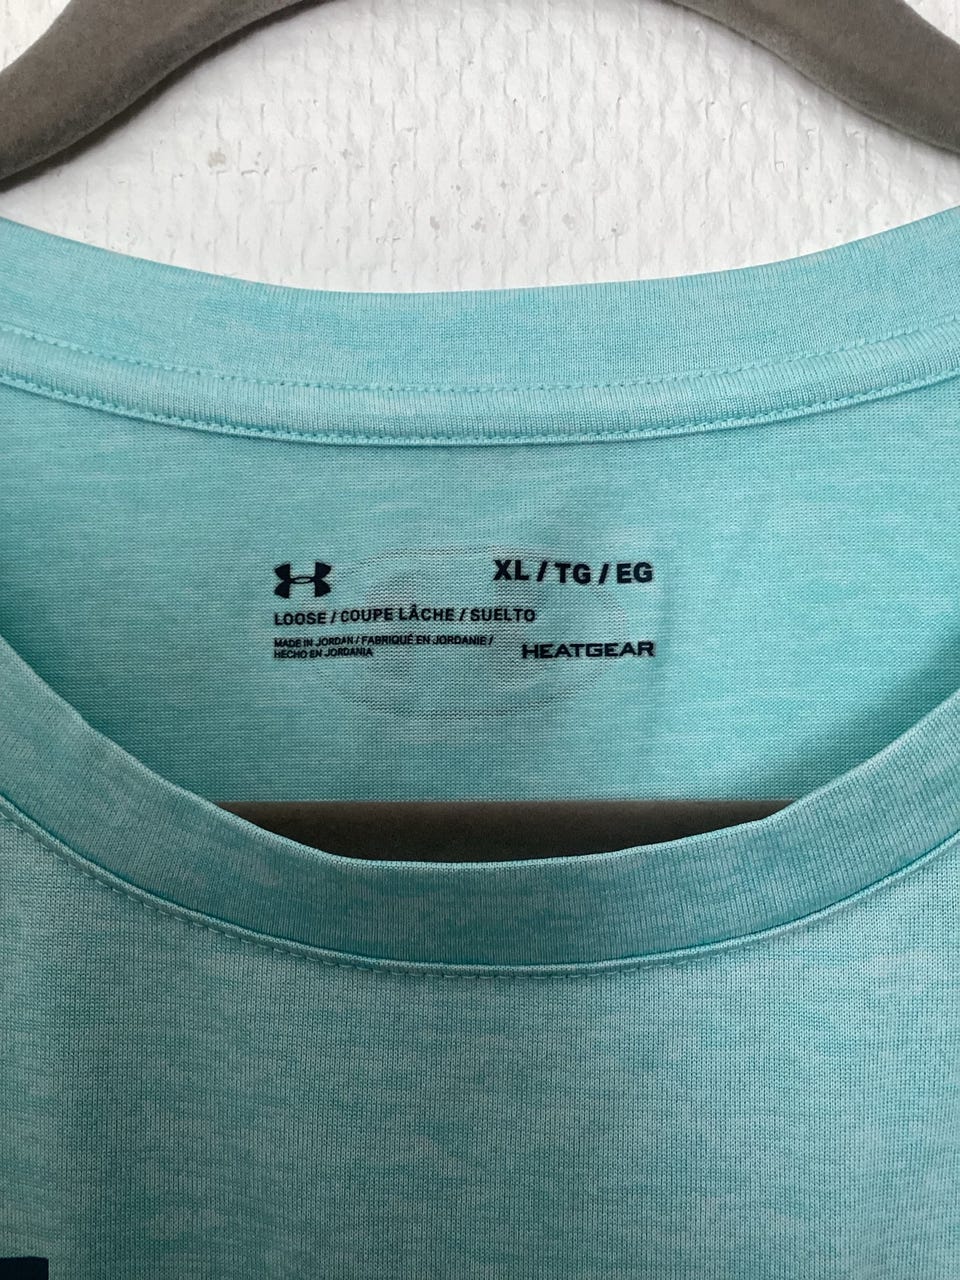 XL / TG / EG
LOOSE / COUPE LÂCHE / SUELTO
MADE IN JORDAN / FABRIQUÉ EN JORDANIE /
HECHO EN JORDANIA
HEATGEAR